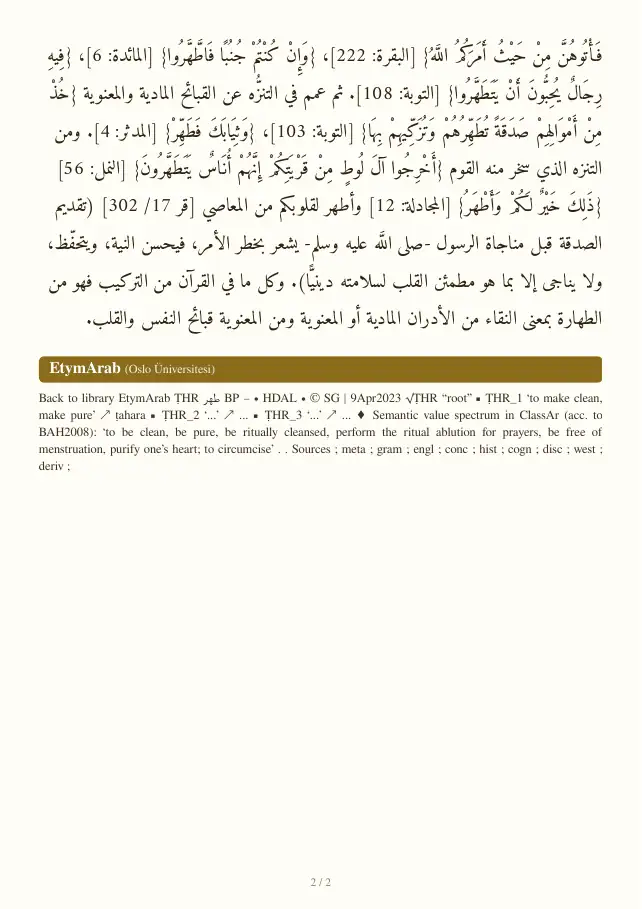 فَأْتُوهُنَّ مِنْ حَيْثُ أَمَرَكُمُ اللَّهُ} [البقرة: 222]، {وَإِنْ كُنْتُمْ جُنُبًا فَاطَّهَّرُوا} [المائدة: 6]، {فِيهِ
رِجَالٌ يُحِبُّونَ أَنْ يَتَطَهَّرُوا} [التوبة: 108]. ثم عمم في التنزُّه عن القبائح المادية والمعنوية {خُذْ
مِنْ أَمْوَالِهِمْ صَدَقَةً تُطَهِّرُهُمْ وَتُزَكِّيهِمْ بِهَا} [التوبة: 103]، {وَثِيَابَكَ فَطَهِّرْ} [المدثر: 4]. ومن
التنزه الذي سخر منه القوم {أَخْرِجُوا آلَ لُوطٍ مِنْ قَرْيَتِكُمْ إِنَّهُمْ أُنَاسٌ يَتَطَهَّرُونَ} [النمل: 56]
{ذَلِكَ خَيْرٌ لَكُمْ وَأَطْهَرُ} [المجادلة: 12] وأطهر لقلوبكم من المعاصي [قر 17/ 302] (تقديم
الصدقة قبل مناجاة الرسول -صلى اللَّه عليه وسلم- يشعر بخطر الأمر، فيحسن النية، ويتحفّظ،
ولا يناجى إلا بما هو مطمئن القلب لسلامته دينيًّا). وكل ما في القرآن من التركيب فهو من
الطهارة بمعنى النقاء من الأدران المادية أو المعنوية ومن المعنوية قبائح النفس والقلب.
EtymArab (Oslo Üniversitesi)
Back to library EtymArab ṬHR طهر BP – • HDAL • © SG | 9Apr2023 √ṬHR “root” ▪ ṬHR_1 ‘to make clean,
make pure’ ↗ ṭahara ▪ ṬHR_2 ‘...’ ↗ ... ▪ ṬHR_3 ‘...’ ↗ ... ♦ Semantic value spectrum in ClassAr (acc. to
BAH2008): ‘to be clean, be pure, be ritually cleansed, perform the ritual ablution for prayers, be free of
menstruation, purify one’s heart; to circumcise’ . . Sources ; meta ; gram ; engl ; conc ; hist ; cogn ; disc ; west ;
deriv ;
2 / 2